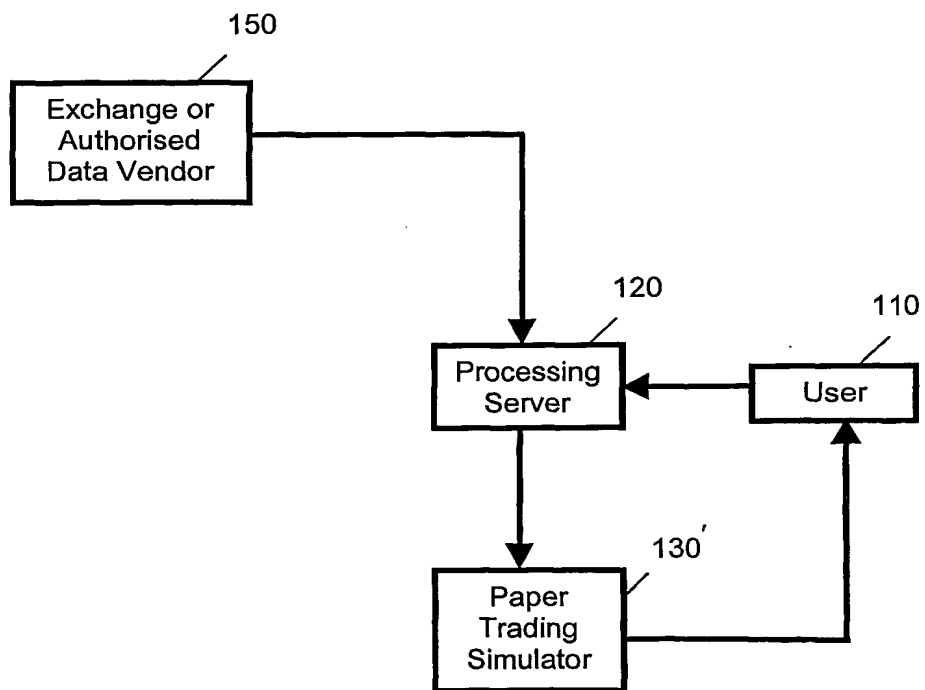 150
Exchange or
Authorised
Data Vendor
120
110
Processing
Server
User
130'
Paper
Trading
Simulator